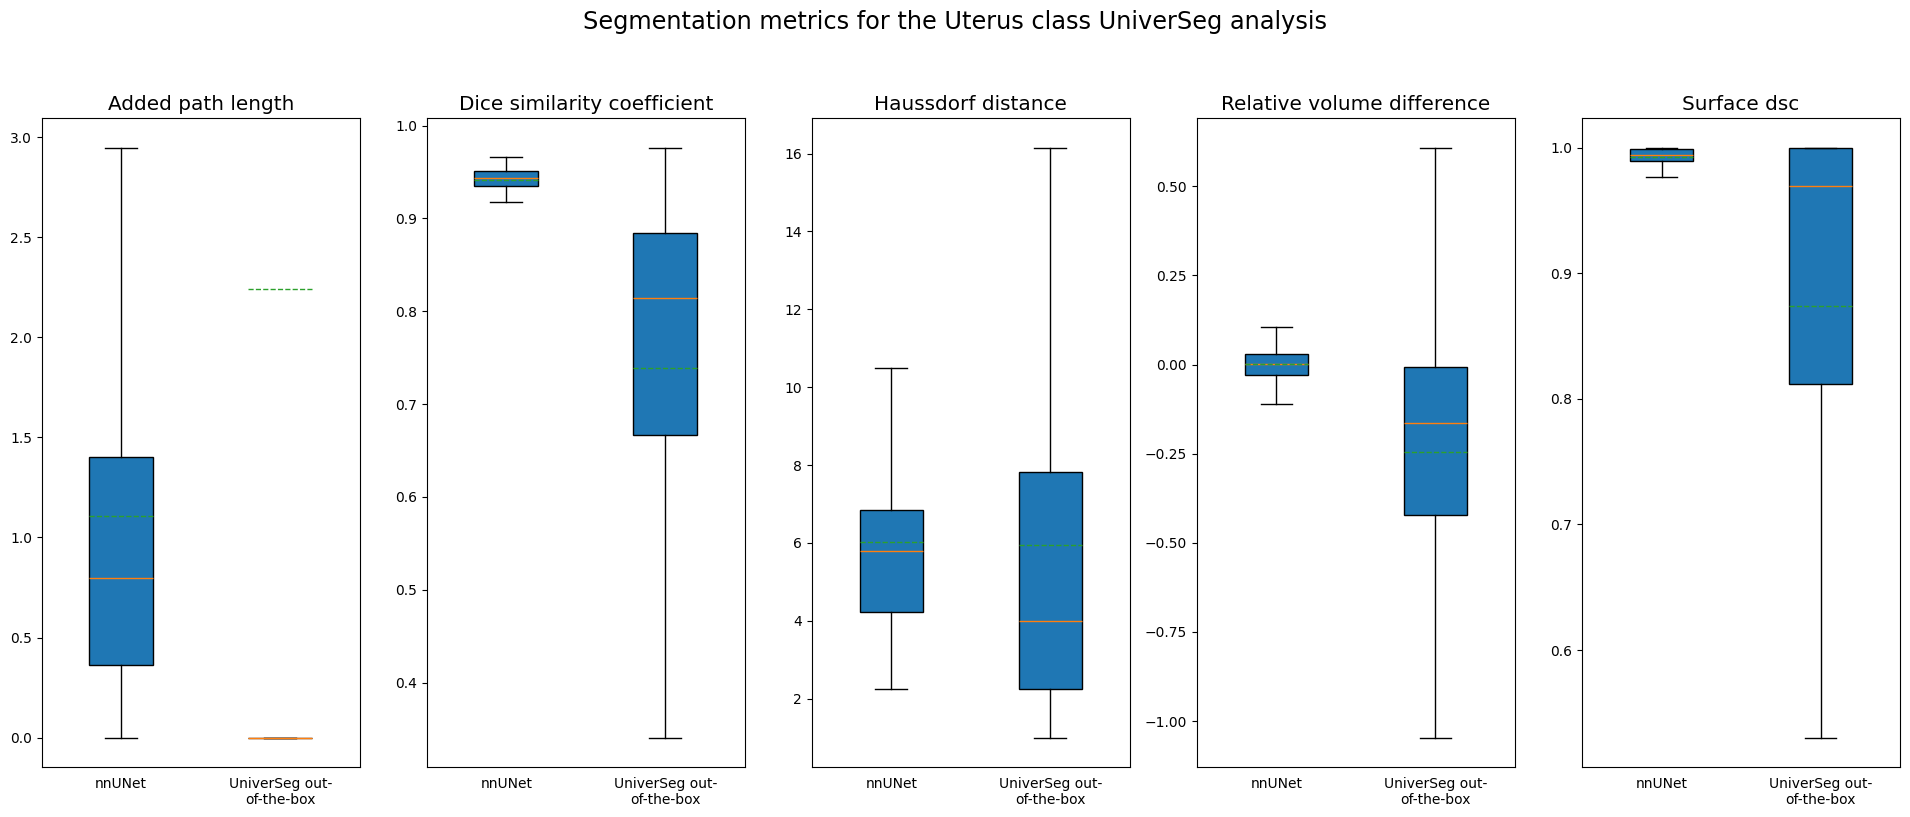 Segmentation metrics for the Uterus class UniverSeg analysis
Added path length
3.0
2.5
2.0
1.5
1.0
0.5
0.0
nnUNet
UniverSeg out-
of-the-box
Dice similarity coefficient
1.0
0.9
0.8
0.7
0.6
0.5
0.4
nnUNet
UniverSeg out-
of-the-box
Haussdorf distance
16
14
12
10
8
6
4
2
nnUNet
UniverSeg out-
of-the-box
Relative volume difference
0.50
0.25
0.00
−0.25
−0.50
−0.75
−1.00
nnUNet
UniverSeg out-
of-the-box
Surface dsc
1.0
0.9
0.8
0.7
0.6
nnUNet
UniverSeg out-
of-the-box